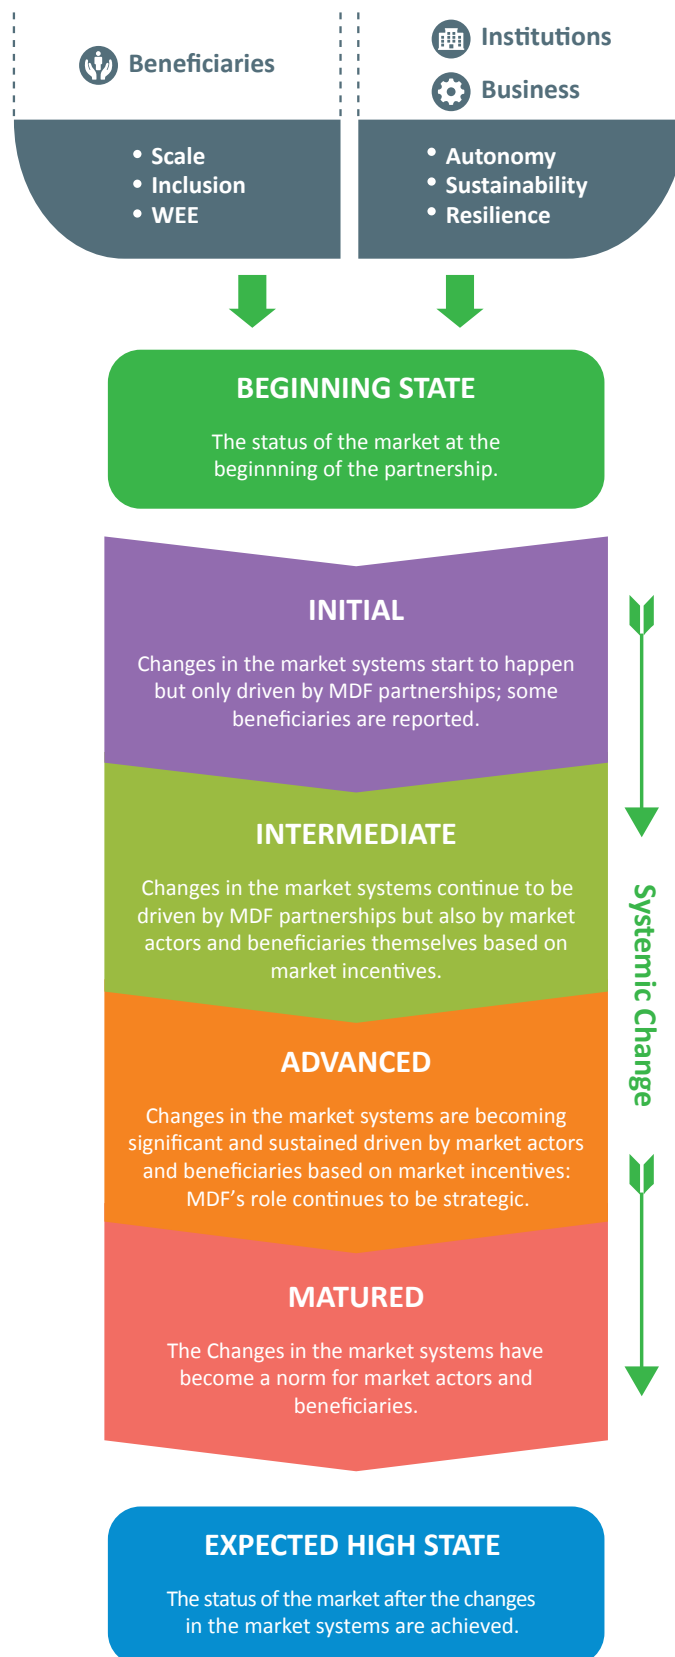 Beneficiaries
Institutions
Business
• Scale
• Inclusion
• WEE
• Autonomy
• Sustainability
• Resilience
BEGINNING STATE
The status of the market at the
beginnning of the partnership.
INITIAL
Changes in the market systems start to happen
but only driven by MDF partnerships; some
beneficiaries are reported.
INTERMEDIATE
Changes in the market systems continue to be
driven by MDF partnerships but also by market
actors and beneficiaries themselves based on
market incentives.
Systemic Change
ADVANCED
Changes in the market systems are becoming
significant and sustained driven by market actors
and beneficiaries based on market incentives:
MDF’s role continues to be strategic.
MATURED
The Changes in the market systems have
become a norm for market actors and
beneficiaries.
EXPECTED HIGH STATE
The status of the market after the changes
in the market systems are achieved.